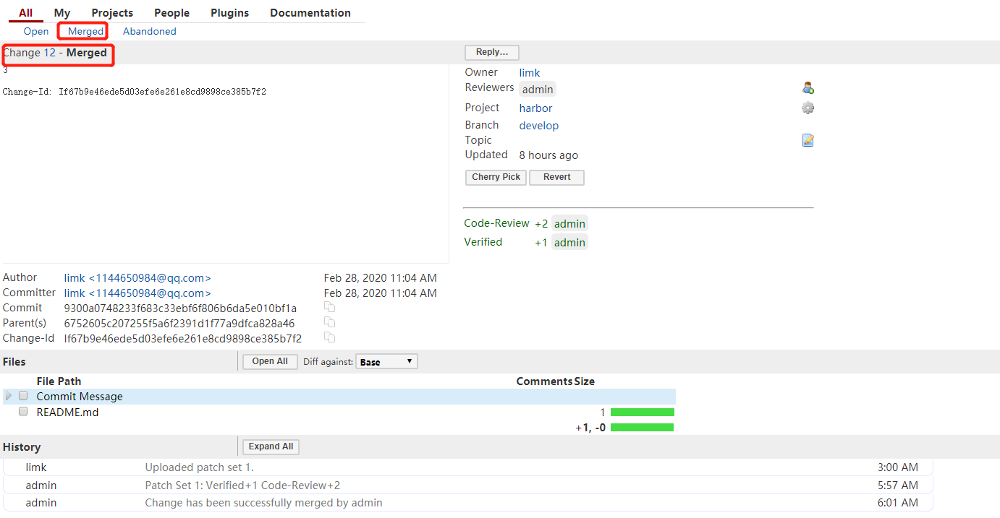 All My Projects People Plugins Documentation
Open Merged Abandoned
Change 12 - Merged
Reply...
3
Change-Id: If67b9e46ede5d03efe6e261e8cd9898ce385b7f2
Owner limk
Reviewers admin
Project harbor
Branch develop
Topic
Updated 8 hours ago
Cherry Pick Revert
Code-Review +2 admin
Verified +1 admin
Author limk <1144650984@qq.com> Feb 28, 2020 11:04 AM
Committer limk <1144650984@qq.com> Feb 28, 2020 11:04 AM
Commit 9300a0748233f683c33ebf6f806b6da5e010bf1a
Parent(s) 6752605c207255f5a6f2391d1f77a9dfca828a46
Change-Id If67b9e46ede5d03efe6e261e8cd9898ce385b7f2
Files Open All Diff against: Base
File Path Comments Size
Commit Message
README.md 1
+1, -0
History Expand All
limk Uploaded patch set 1. 3:00 AM
admin Patch Set 1: Verified+1 Code-Review+2 5:57 AM
admin Change has been successfully merged by admin 6:01 AM